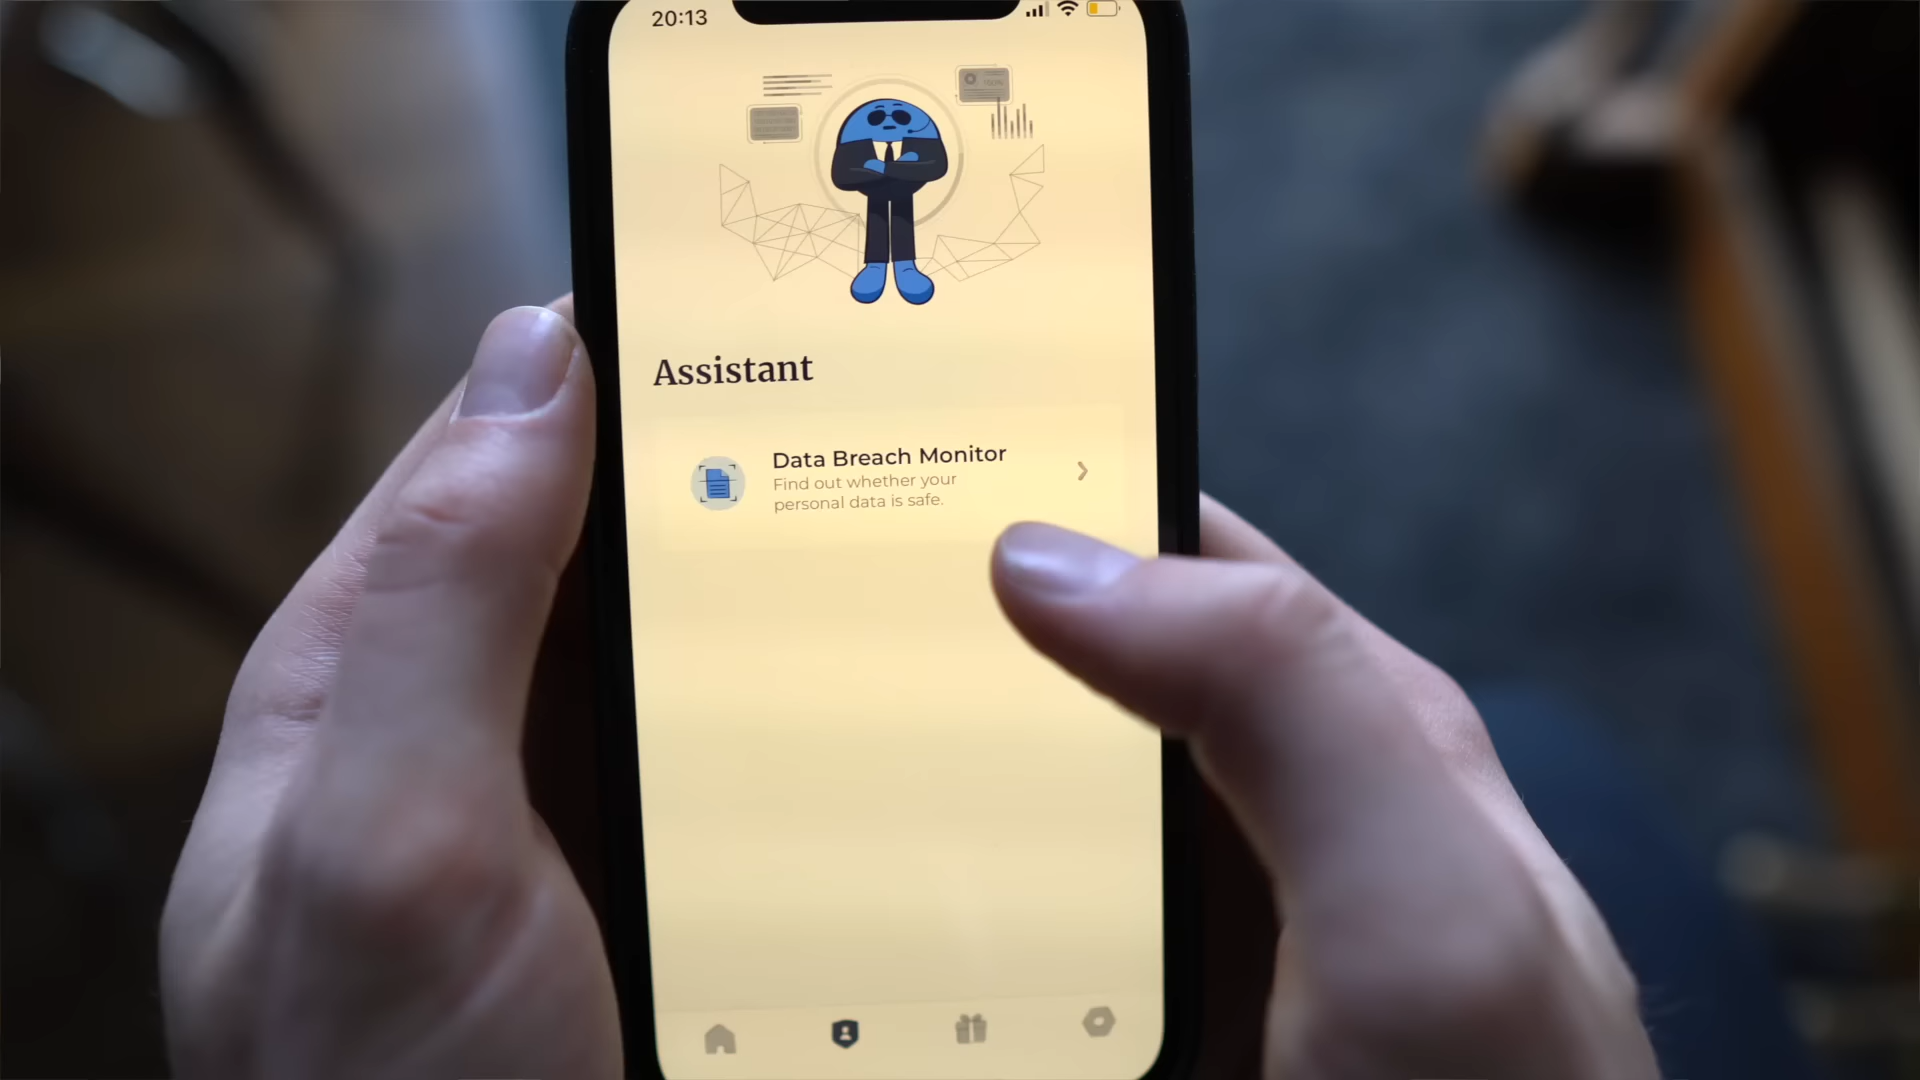 20:13
Assistant
Data Breach Monitor
Find out whether your
personal data is safe.